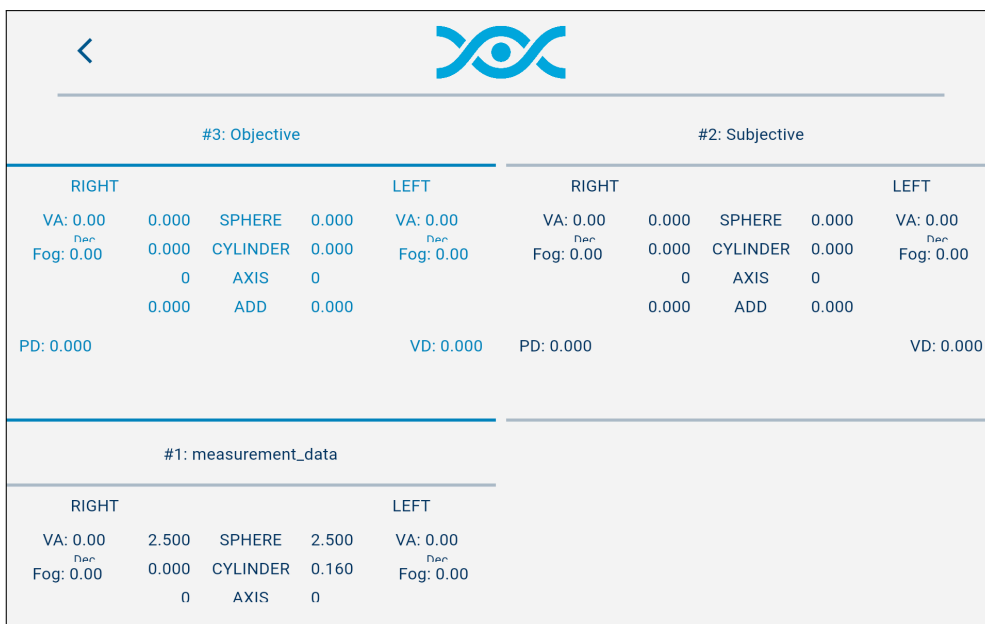 #3: Objective
RIGHT LEFT
VA: 0.00 0.000 SPHERE 0.000 VA: 0.00
Dec Dec
Fog: 0.00 0.000 CYLINDER 0.000 Fog: 0.00
0 AXIS 0
0.000 ADD 0.000
PD: 0.000 VD: 0.000
#2: Subjective
RIGHT LEFT
VA: 0.00 0.000 SPHERE 0.000 VA: 0.00
Dec Dec
Fog: 0.00 0.000 CYLINDER 0.000 Fog: 0.00
0 AXIS 0
0.000 ADD 0.000
PD: 0.000 VD: 0.000
#1: measurement_data
RIGHT LEFT
VA: 0.00 2.500 SPHERE 2.500 VA: 0.00
Dec Dec
Fog: 0.00 0.000 CYLINDER 0.160 Fog: 0.00
0 AXIS 0